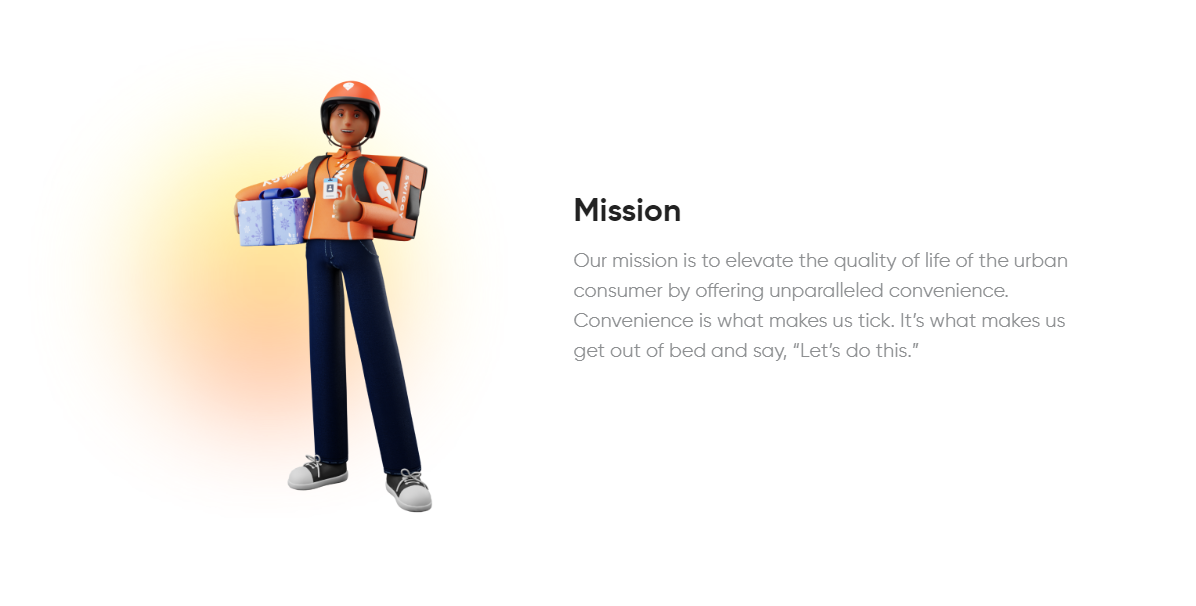 SWIGGY
Mission
Our mission is to elevate the quality of life of the urban
consumer by offering unparalleled convenience.
Convenience is what makes us tick. It’s what makes us
get out of bed and say, “Let’s do this.”